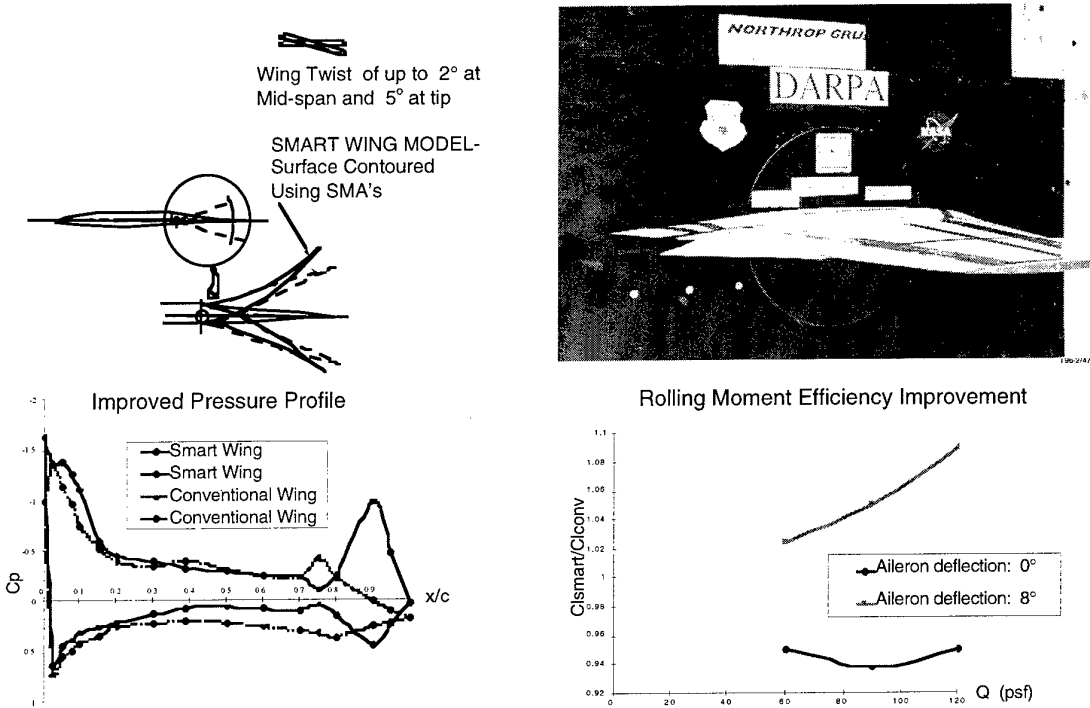 Wing Twist of up to 2° at
Mid-span and 5° at tip
SMART WING MODEL-
Surface Contoured
Using SMA's
NORTHROP GRU
DARPA
NASA
Improved Pressure Profile
-2
-1.5
-1
-0.5
0
0.5
1
Cp
Smart Wing
Smart Wing
Conventional Wing
Conventional Wing
0 0.1 0.2 0.3 0.4 0.5 0.6 0.7 0.8 0.9
x/c
Rolling Moment Efficiency Improvement
1.1
1.08
1.06
1.04
1.02
1
0.98
0.96
0.94
0.92
Clsmart/Clconv
Aileron deflection: 0°
Aileron deflection: 8°
0 20 40 60 80 100 120
Q (psf)